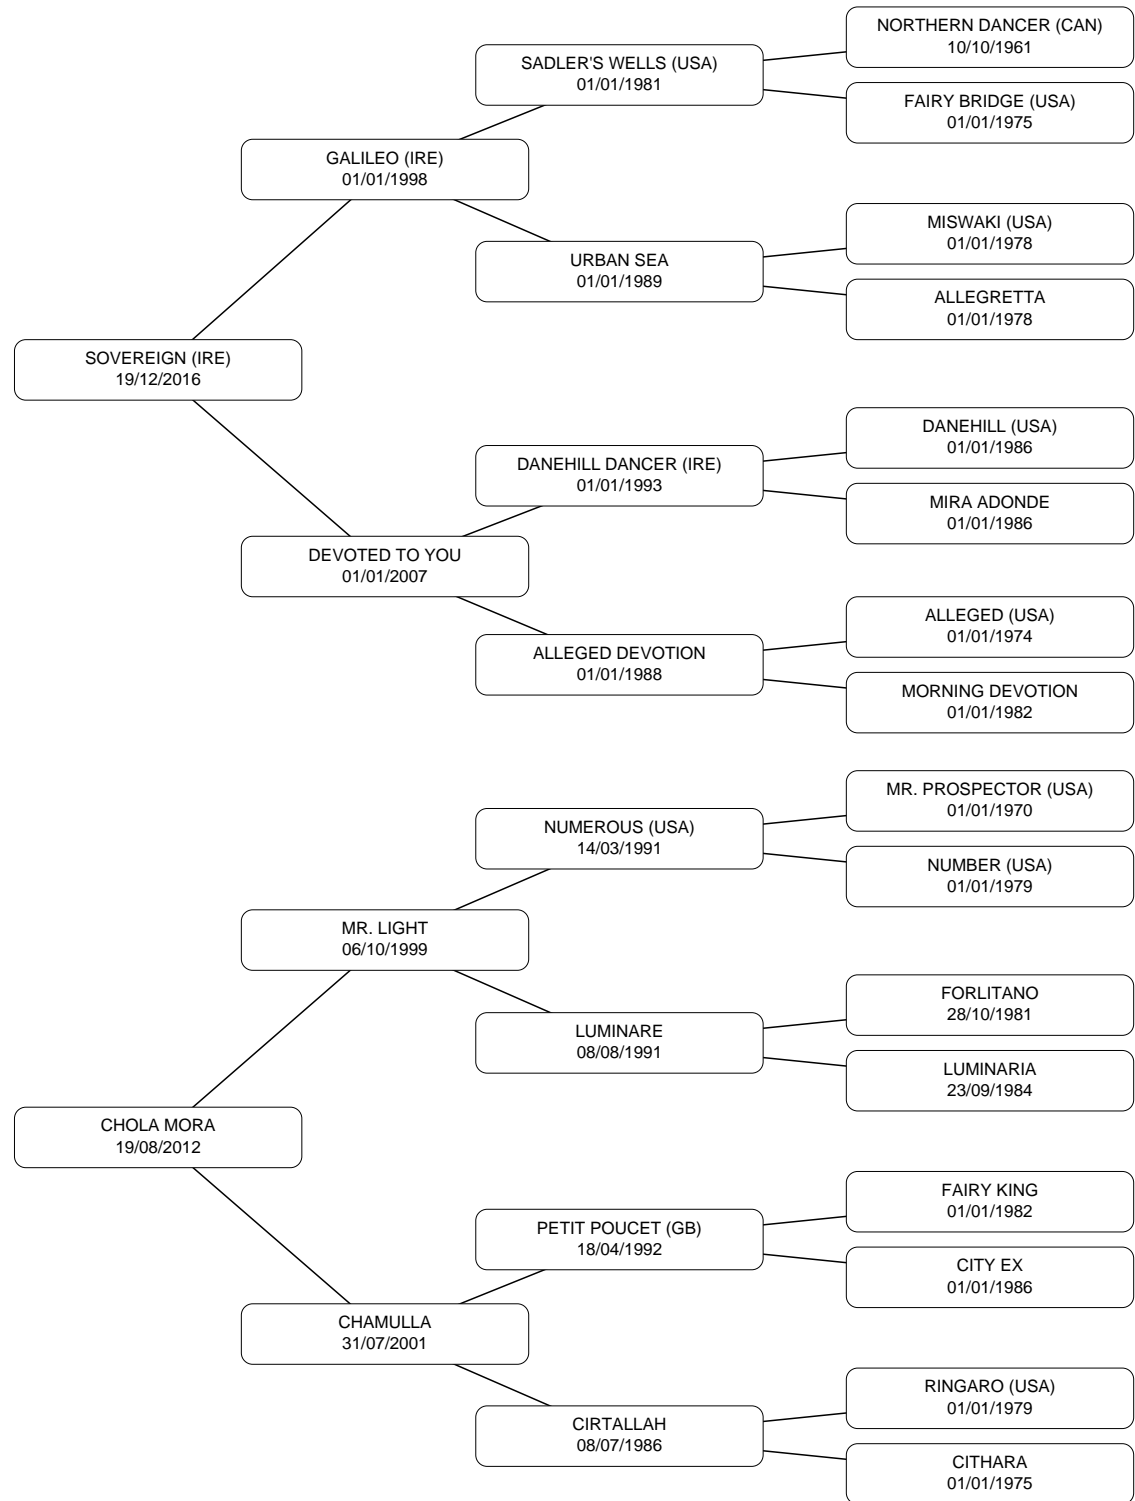 NORTHERN DANCER (CAN)
10/10/1961
SADLER'S WELLS (USA)
01/01/1981
FAIRY BRIDGE (USA)
01/01/1975
GALILEO (IRE)
01/01/1998
MISWAKI (USA)
01/01/1978
URBAN SEA
01/01/1989
ALLEGRETTA
01/01/1978
SOVEREIGN (IRE)
19/12/2016
DANEHILL (USA)
01/01/1986
DANEHILL DANCER (IRE)
01/01/1993
MIRA ADONDE
01/01/1986
DEVOTED TO YOU
01/01/2007
ALLEGED (USA)
01/01/1974
ALLEGED DEVOTION
01/01/1988
MORNING DEVOTION
01/01/1982
MR. PROSPECTOR (USA)
01/01/1970
NUMEROUS (USA)
14/03/1991
NUMBER (USA)
01/01/1979
MR. LIGHT
06/10/1999
FORLITANO
28/10/1981
LUMINARE
08/08/1991
LUMINARIA
23/09/1984
CHOLA MORA
19/08/2012
FAIRY KING
01/01/1982
PETIT POUCET (GB)
18/04/1992
CITY EX
01/01/1986
CHAMULLA
31/07/2001
RINGARO (USA)
01/01/1979
CIRTALLAH
08/07/1986
CITHARA
01/01/1975